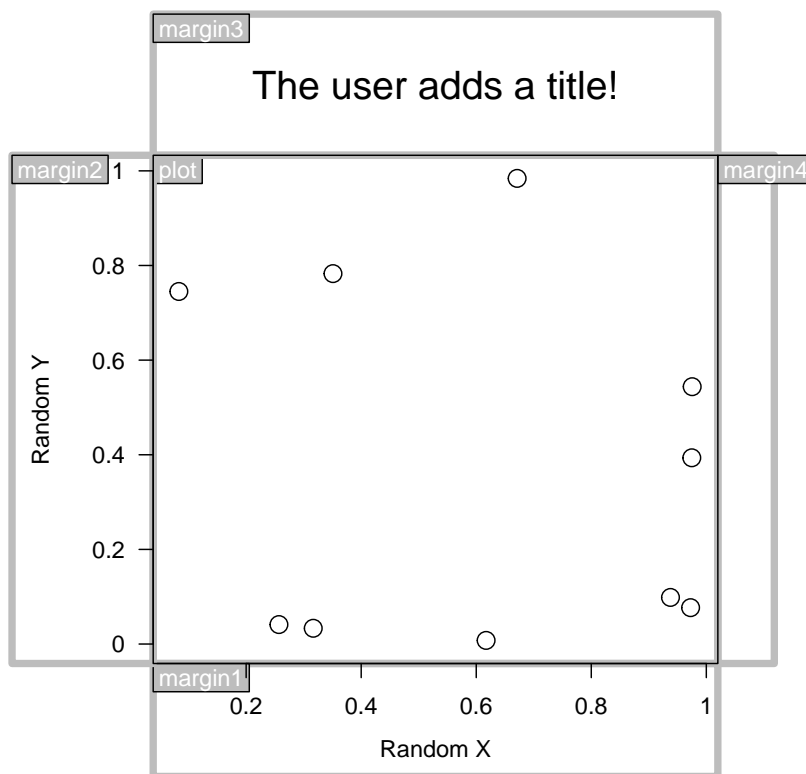 margin3
The user adds a title!
margin2
plot
margin4
1
0.8
0.6
0.4
0.2
0
Random Y
margin1
0.2 0.4 0.6 0.8 1
Random X